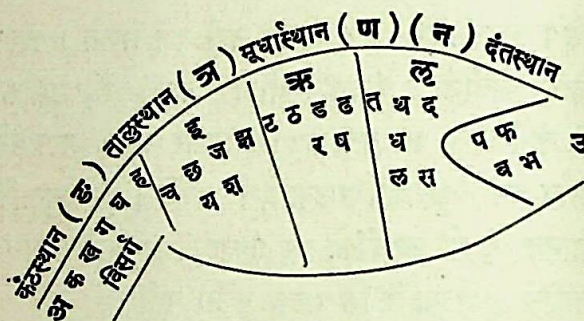 कंठस्थान (ङ) तालुस्थान (ञ) मूर्धास्थान (ण) (न) दंतस्थान
अ क ख ग घ ह
विसर्ग
इ
च छ ज झ
य श
ऋ
ट ठ ड ढ
र ष
ऌ
त थ द
ध
ल स
प फ
ब भ